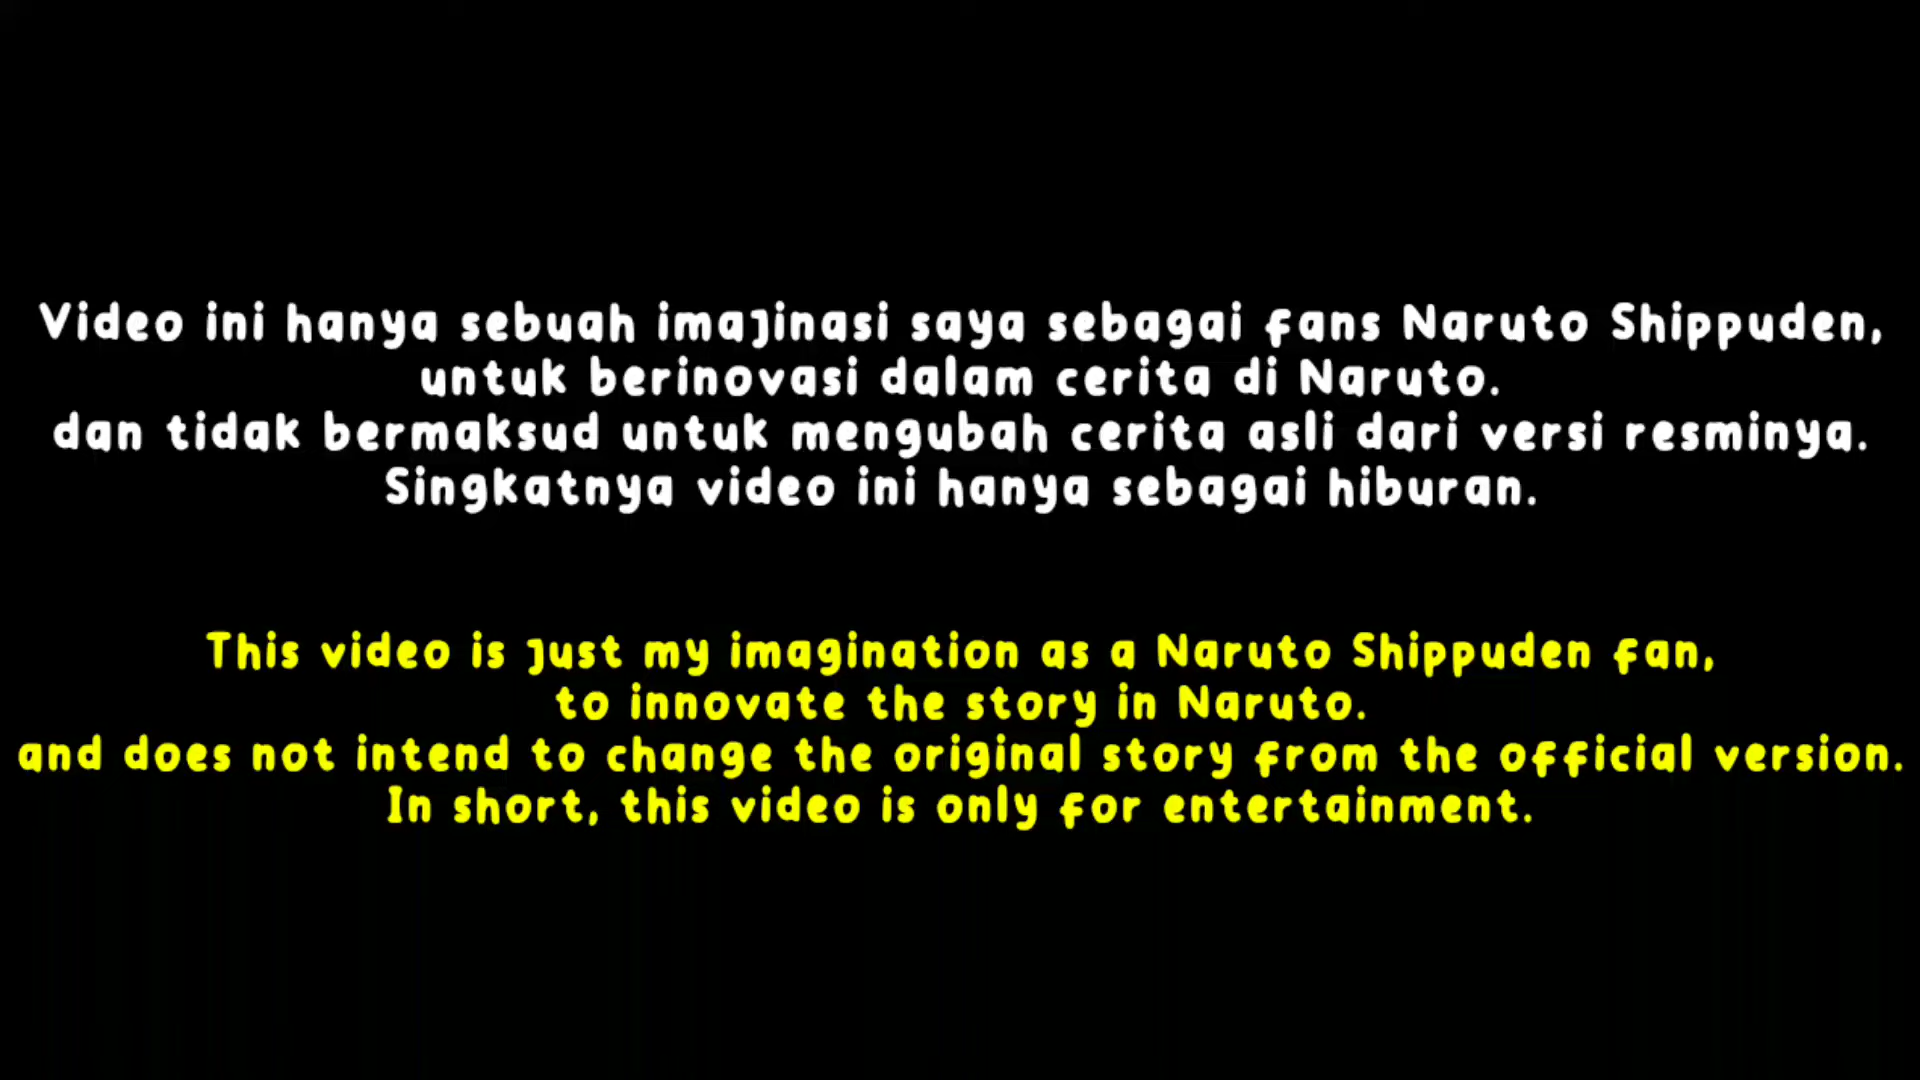 Video ini hanya sebuah imajinasi saya sebagai fans Naruto Shippuden,
untuk berinovasi dalam cerita di Naruto.
dan tidak bermaksud untuk mengubah cerita asli dari versi resminya.
Singkatnya video ini hanya sebagai hiburan.
This video is just my imagination as a Naruto Shippuden fan,
to innovate the story in Naruto.
and does not intend to change the original story from the official version.
In short, this video is only for entertainment.